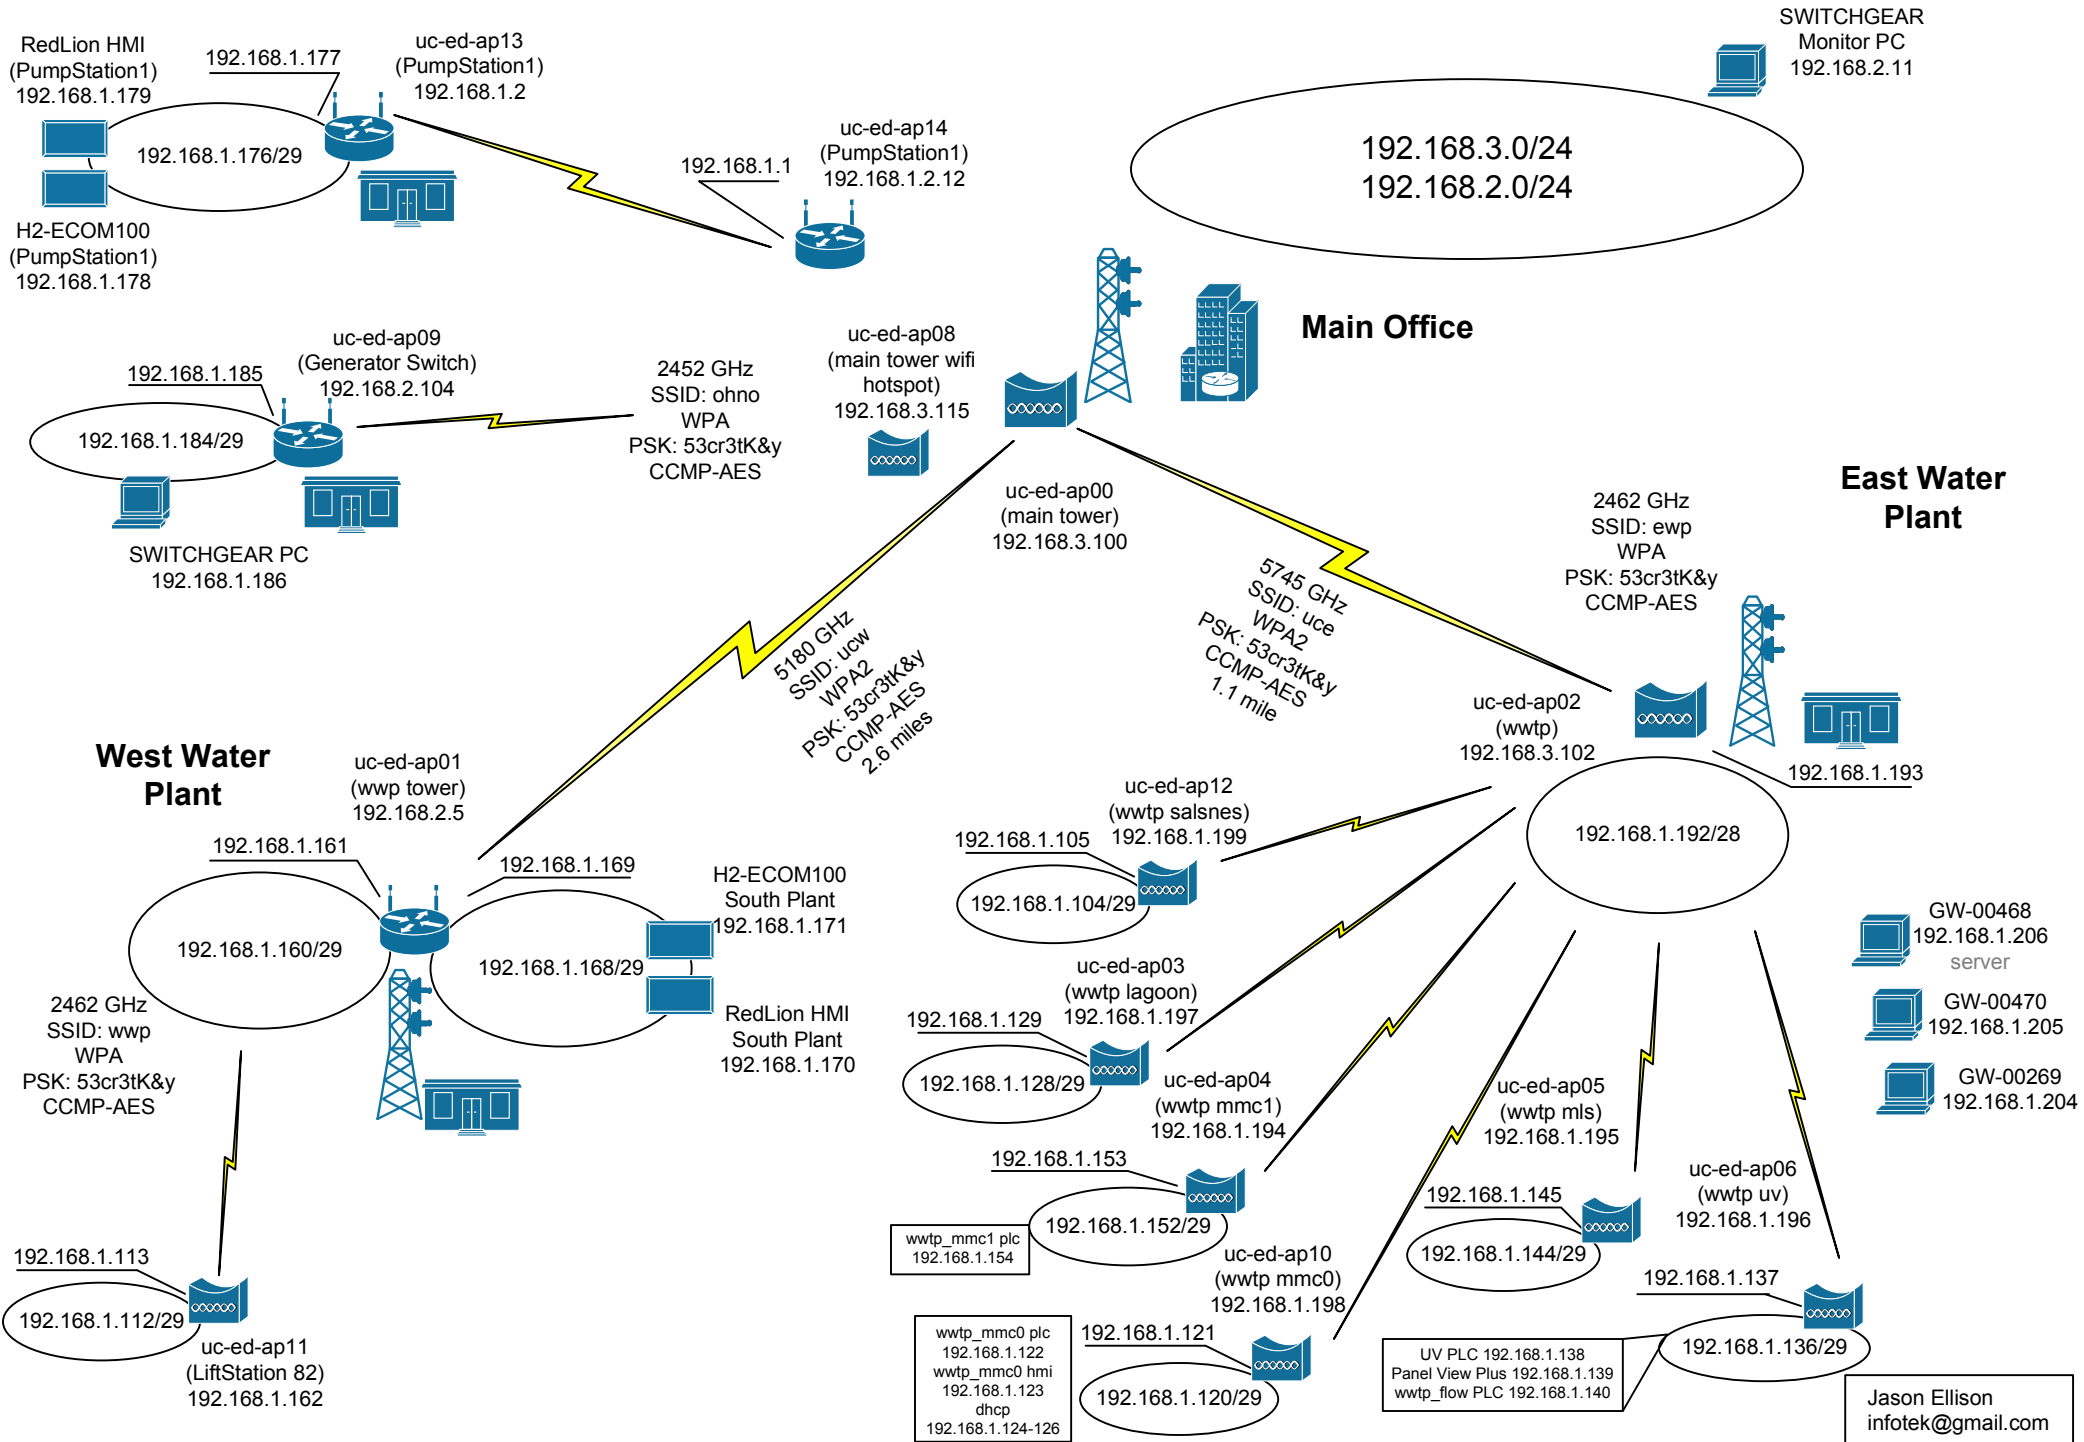 RedLion HMI
(PumpStation1)
192.168.1.179
192.168.1.177
uc-ed-ap13
(PumpStation1)
192.168.1.2
192.168.1.176/29
H2-ECOM100
(PumpStation1)
192.168.1.178
192.168.1.1
uc-ed-ap14
(PumpStation1)
192.168.1.2.12
SWITCHGEAR
Monitor PC
192.168.2.11
192.168.3.0/24
192.168.2.0/24
Main Office
uc-ed-ap09
(Generator Switch)
192.168.2.104
192.168.1.185
192.168.1.184/29
SWITCHGEAR PC
192.168.1.186
2452 GHz
SSID: ohno
WPA
PSK: 53cr3tK&y
CCMP-AES
uc-ed-ap08
(main tower wifi
hotspot)
192.168.3.115
uc-ed-ap00
(main tower)
192.168.3.100
5180 GHz
SSID: ucw
WPA2
PSK: 53cr3tK&y
CCMP-AES
2.6 miles
5745 GHz
SSID: uce
WPA2
PSK: 53cr3tK&y
CCMP-AES
1.1 mile
East Water
Plant
2462 GHz
SSID: ewp
WPA
PSK: 53cr3tK&y
CCMP-AES
uc-ed-ap02
(wwtp)
192.168.3.102
192.168.1.193
192.168.1.192/28
West Water
Plant
uc-ed-ap01
(wwp tower)
192.168.2.5
192.168.1.161
192.168.1.169
192.168.1.160/29
192.168.1.168/29
H2-ECOM100
South Plant
192.168.1.171
RedLion HMI
South Plant
192.168.1.170
2462 GHz
SSID: wwp
WPA
PSK: 53cr3tK&y
CCMP-AES
192.168.1.113
192.168.1.112/29
uc-ed-ap11
(LiftStation 82)
192.168.1.162
uc-ed-ap12
(wwtp salsnes)
192.168.1.199
192.168.1.105
192.168.1.104/29
uc-ed-ap03
(wwtp lagoon)
192.168.1.197
192.168.1.129
192.168.1.128/29
uc-ed-ap04
(wwtp mmc1)
192.168.1.194
192.168.1.153
192.168.1.152/29
wwtp_mmc1 plc
192.168.1.154
uc-ed-ap10
(wwtp mmc0)
192.168.1.198
192.168.1.121
192.168.1.120/29
wwtp_mmc0 plc
192.168.1.122
wwtp_mmc0 hmi
192.168.1.123
dhcp
192.168.1.124-126
uc-ed-ap05
(wwtp mls)
192.168.1.195
192.168.1.145
192.168.1.144/29
uc-ed-ap06
(wwtp uv)
192.168.1.196
192.168.1.137
192.168.1.136/29
UV PLC 192.168.1.138
Panel View Plus 192.168.1.139
wwtp_flow PLC 192.168.1.140
GW-00468
192.168.1.206
server
GW-00470
192.168.1.205
GW-00269
192.168.1.204
Jason Ellison
infotek@gmail.com